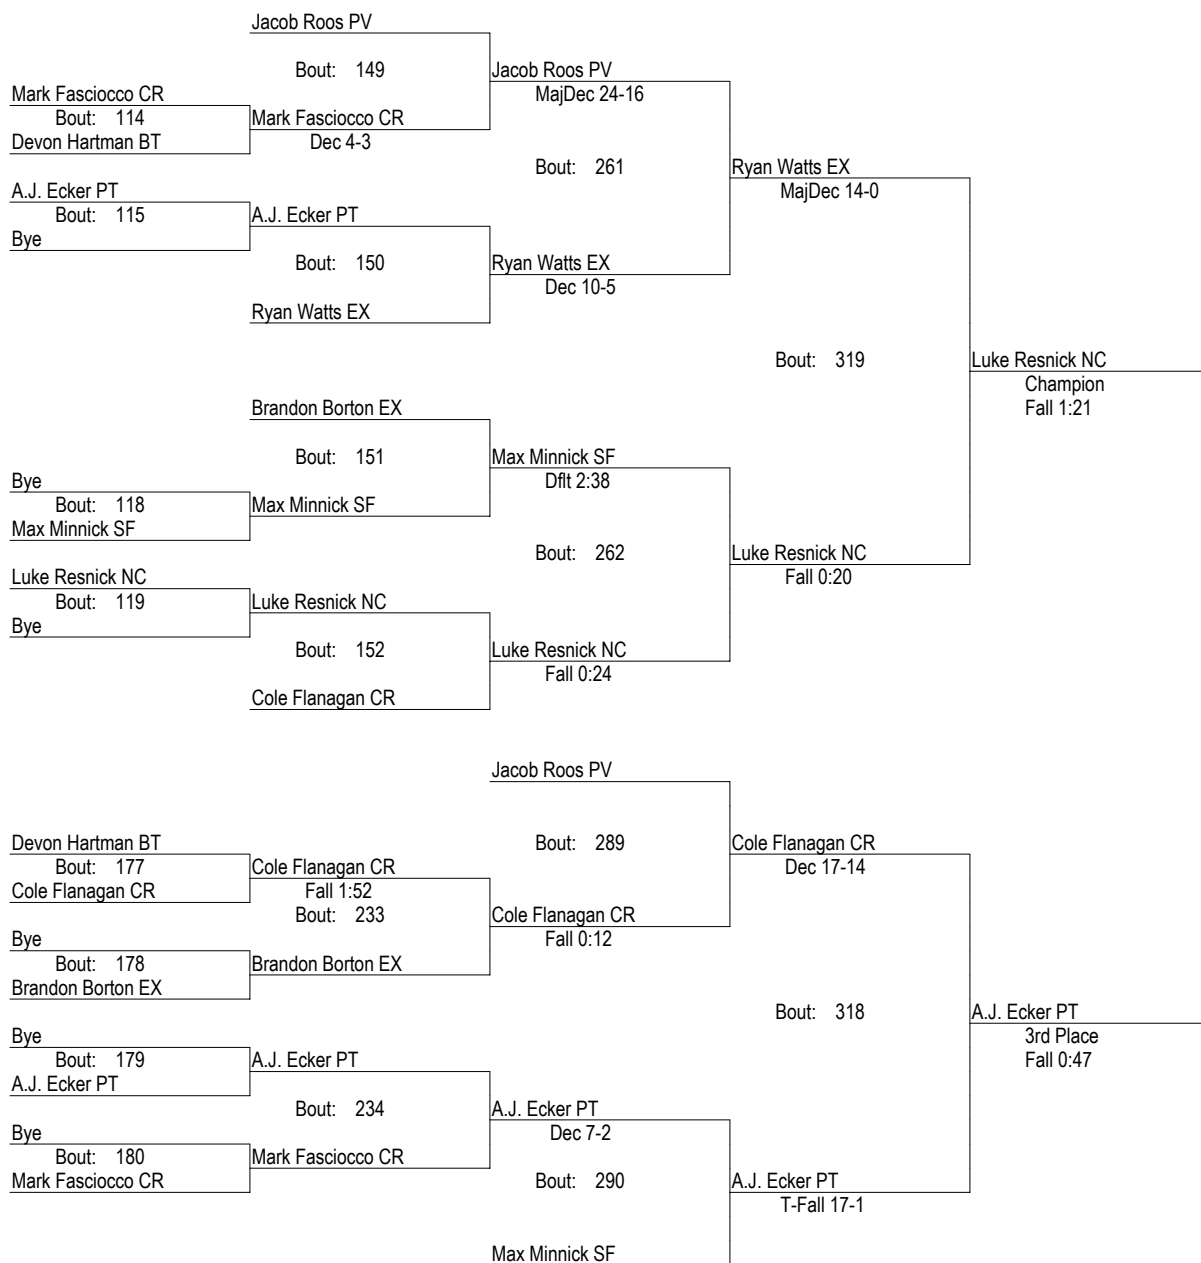 Jacob Roos PV
Bout: 149
Jacob Roos PV
Mark Fasciocco CR
MajDec 24-16
Bout: 114
Mark Fasciocco CR
Devon Hartman BT
Dec 4-3
Bout: 261
Ryan Watts EX
A.J. Ecker PT
MajDec 14-0
Bout: 115
A.J. Ecker PT
Bye
Bout: 150
Ryan Watts EX
Dec 10-5
Ryan Watts EX
Bout: 319
Luke Resnick NC
Champion
Brandon Borton EX
Fall 1:21
Bout: 151
Max Minnick SF
Bye
Dflt 2:38
Bout: 118
Max Minnick SF
Max Minnick SF
Bout: 262
Luke Resnick NC
Luke Resnick NC
Fall 0:20
Bout: 119
Luke Resnick NC
Bye
Bout: 152
Luke Resnick NC
Fall 0:24
Cole Flanagan CR
Jacob Roos PV
Devon Hartman BT
Bout: 289
Cole Flanagan CR
Bout: 177
Cole Flanagan CR
Dec 17-14
Cole Flanagan CR
Fall 1:52
Bout: 233
Cole Flanagan CR
Bye
Fall 0:12
Bout: 178
Brandon Borton EX
Brandon Borton EX
Bout: 318
A.J. Ecker PT
Bye
3rd Place
Bout: 179
A.J. Ecker PT
Fall 0:47
A.J. Ecker PT
Bout: 234
A.J. Ecker PT
Bye
Dec 7-2
Bout: 180
Mark Fasciocco CR
Mark Fasciocco CR
Bout: 290
A.J. Ecker PT
T-Fall 17-1
Max Minnick SF